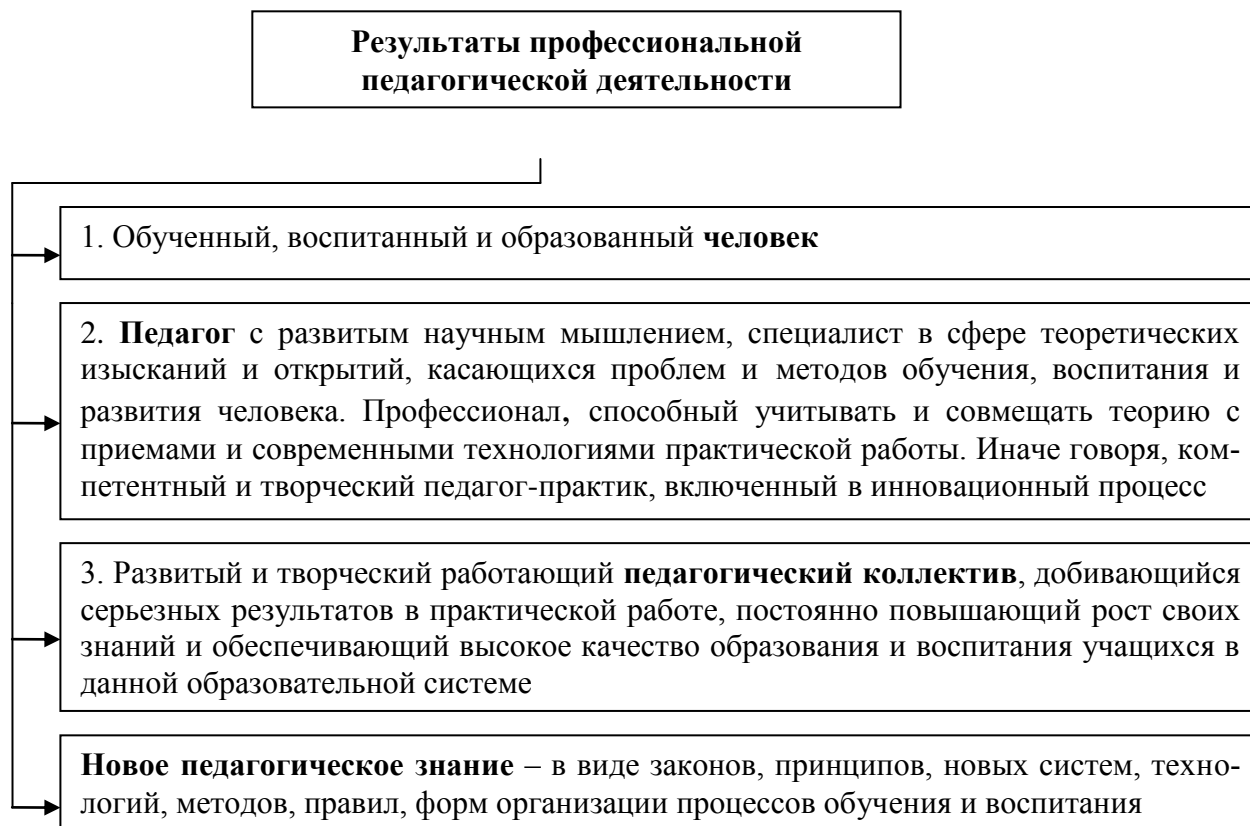 Результаты профессиональной
педагогической деятельности
1. Обученный, воспитанный и образованный человек
2. Педагог с развитым научным мышлением, специалист в сфере теоретических
изысканий и открытий, касающихся проблем и методов обучения, воспитания и
развития человека. Профессионал, способный учитывать и совмещать теорию с
приемами и современными технологиями практической работы. Иначе говоря, ком-
петентный и творческий педагог-практик, включенный в инновационный процесс
3. Развитый и творческий работающий педагогический коллектив, добивающийся
серьезных результатов в практической работе, постоянно повышающий рост своих
знаний и обеспечивающий высокое качество образования и воспитания учащихся в
данной образовательной системе
Новое педагогическое знание – в виде законов, принципов, новых систем, техно-
логий, методов, правил, форм организации процессов обучения и воспитания